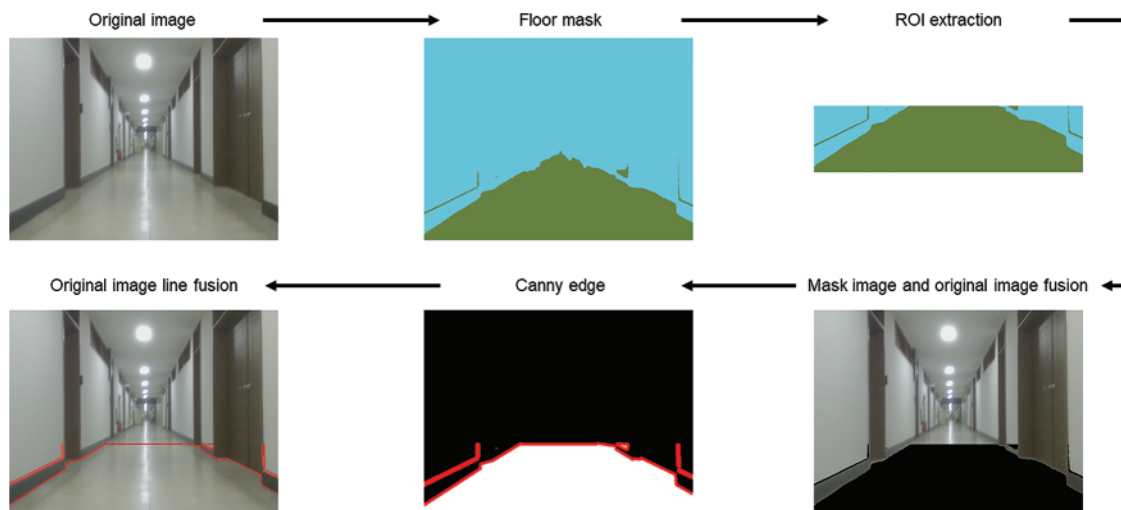 Original image
Floor mask
ROI extraction
Original image line fusion
Canny edge
Mask image and original image fusion